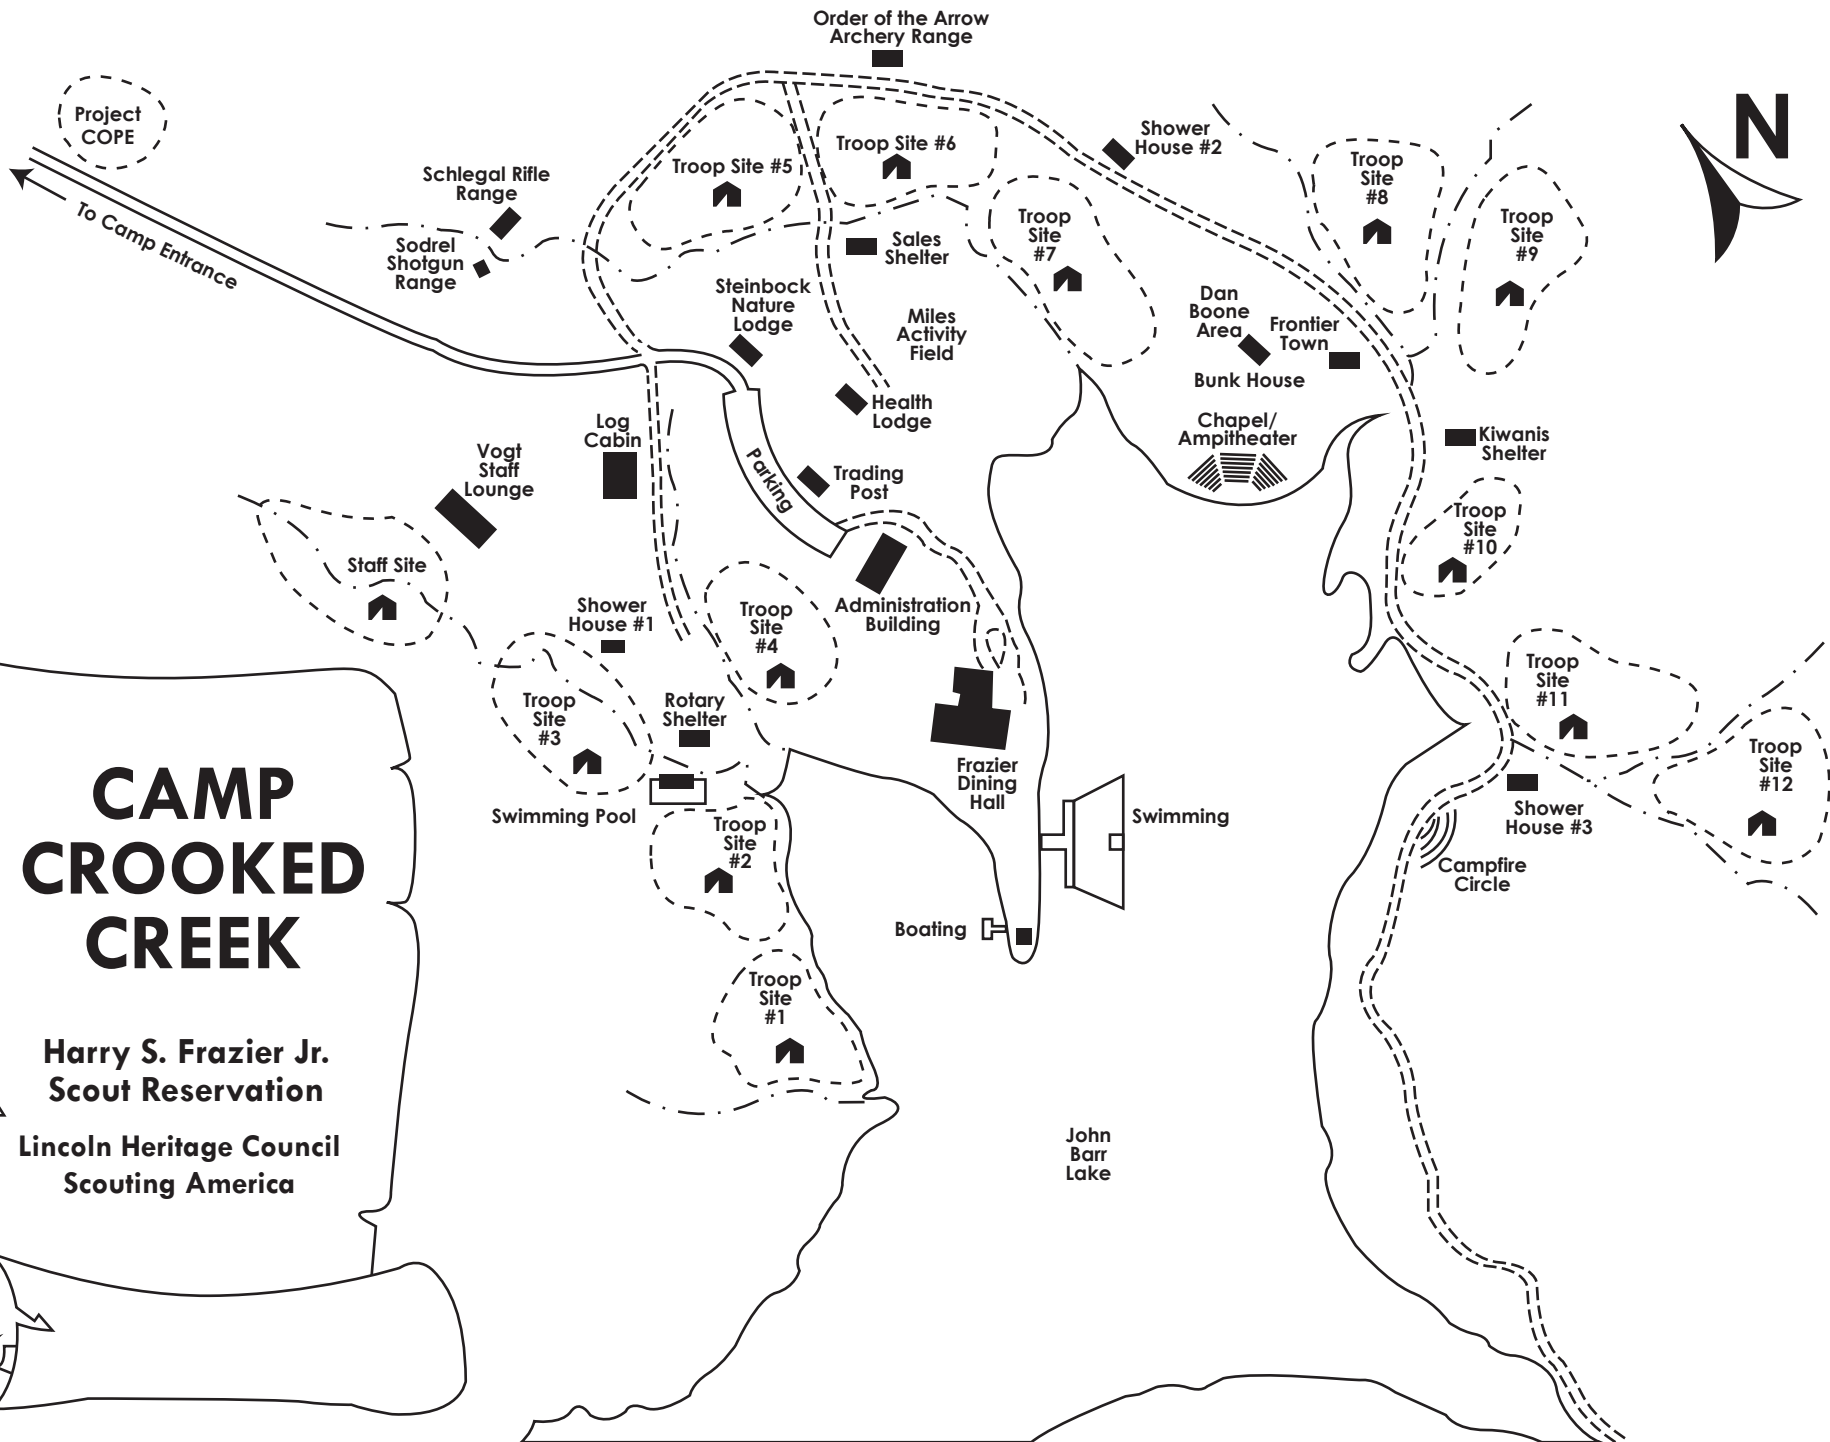 Order of the Arrow
Archery Range
Project
COPE
N
To Camp Entrance
Schlegal Rifle
Range
Sodrel
Shotgun
Range
Troop Site #5
Troop Site #6
Shower
House #2
Troop
Site
#8
Troop
Site
#9
Troop
Site
#7
Sales
Shelter
Steinbock
Nature
Lodge
Miles
Activity
Field
Dan
Boone
Area
Frontier
Town
Bunk House
Health
Lodge
Chapel/
Ampitheater
Kiwanis
Shelter
Log
Cabin
Vogt
Staff
Lounge
Parking
Trading
Post
Troop
Site
#10
Staff Site
Shower
House #1
Troop
Site
#4
Administration
Building
Troop
Site
#11
Troop
Site
#12
Troop
Site
#3
Rotary
Shelter
Frazier
Dining
Hall
Swimming
Swimming Pool
Shower
House #3
Troop
Site
#2
Campfire
Circle
Boating
Troop
Site
#1
John
Barr
Lake
CAMP
CROOKED
CREEK
Harry S. Frazier Jr.
Scout Reservation
Lincoln Heritage Council
Scouting America